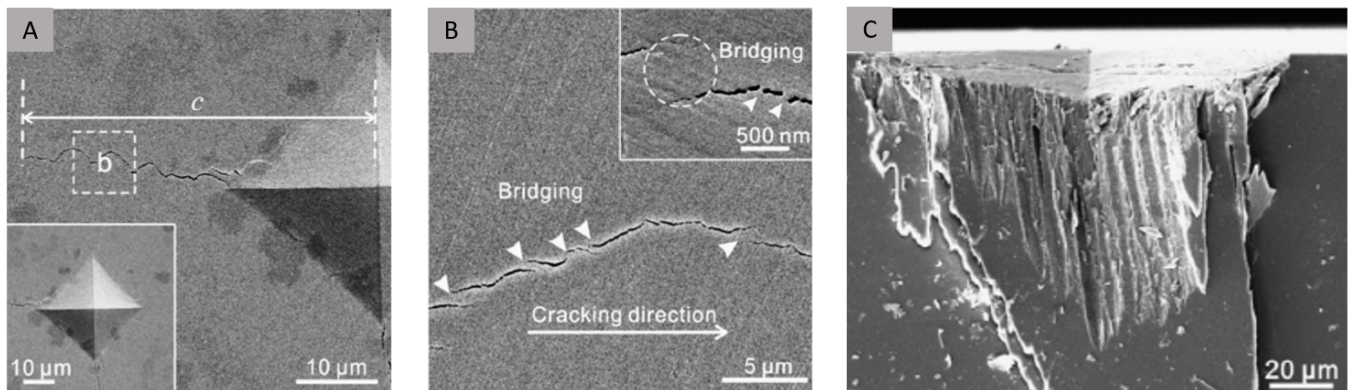 A
c
b
10 μm
10 μm
B
Bridging
500 nm
Bridging
Cracking direction
5 μm
C
20 μm